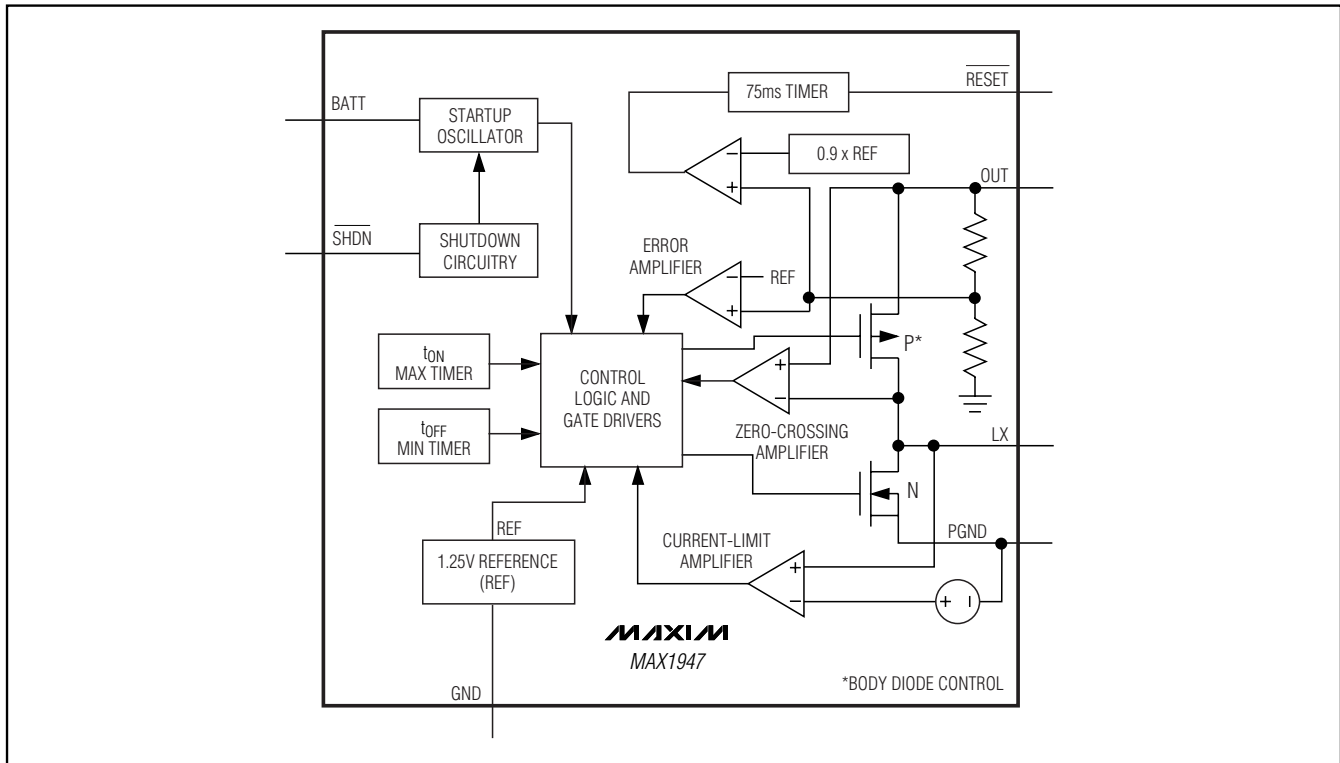 RESET
75ms TIMER
BATT
STARTUP
OSCILLATOR
−
+
0.9 x REF
OUT
SHDN
SHUTDOWN
CIRCUITRY
ERROR
AMPLIFIER
−
+
REF
P*
tON
MAX TIMER
CONTROL
LOGIC AND
GATE DRIVERS
+
−
tOFF
MIN TIMER
ZERO-CROSSING
AMPLIFIER
LX
N
REF
PGND
1.25V REFERENCE
(REF)
CURRENT-LIMIT
AMPLIFIER
+
−
+ −
MAXIM
MAX1947
*BODY DIODE CONTROL
GND